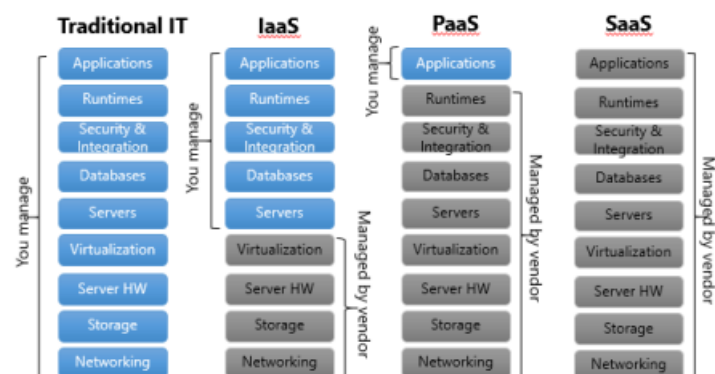 Traditional IT
IaaS
PaaS
SaaS
You manage
Applications
Runtimes
Security &
Integration
Databases
Servers
Virtualization
Server HW
Storage
Networking
You manage
Applications
Runtimes
Security &
Integration
Databases
Servers
Virtualization
Server HW
Storage
Networking
Managed by vendor
You manage
Applications
Runtimes
Security &
Integration
Databases
Servers
Virtualization
Server HW
Storage
Networking
Managed by vendor
Applications
Runtimes
Security &
Integration
Databases
Servers
Virtualization
Server HW
Storage
Networking
Managed by vendor